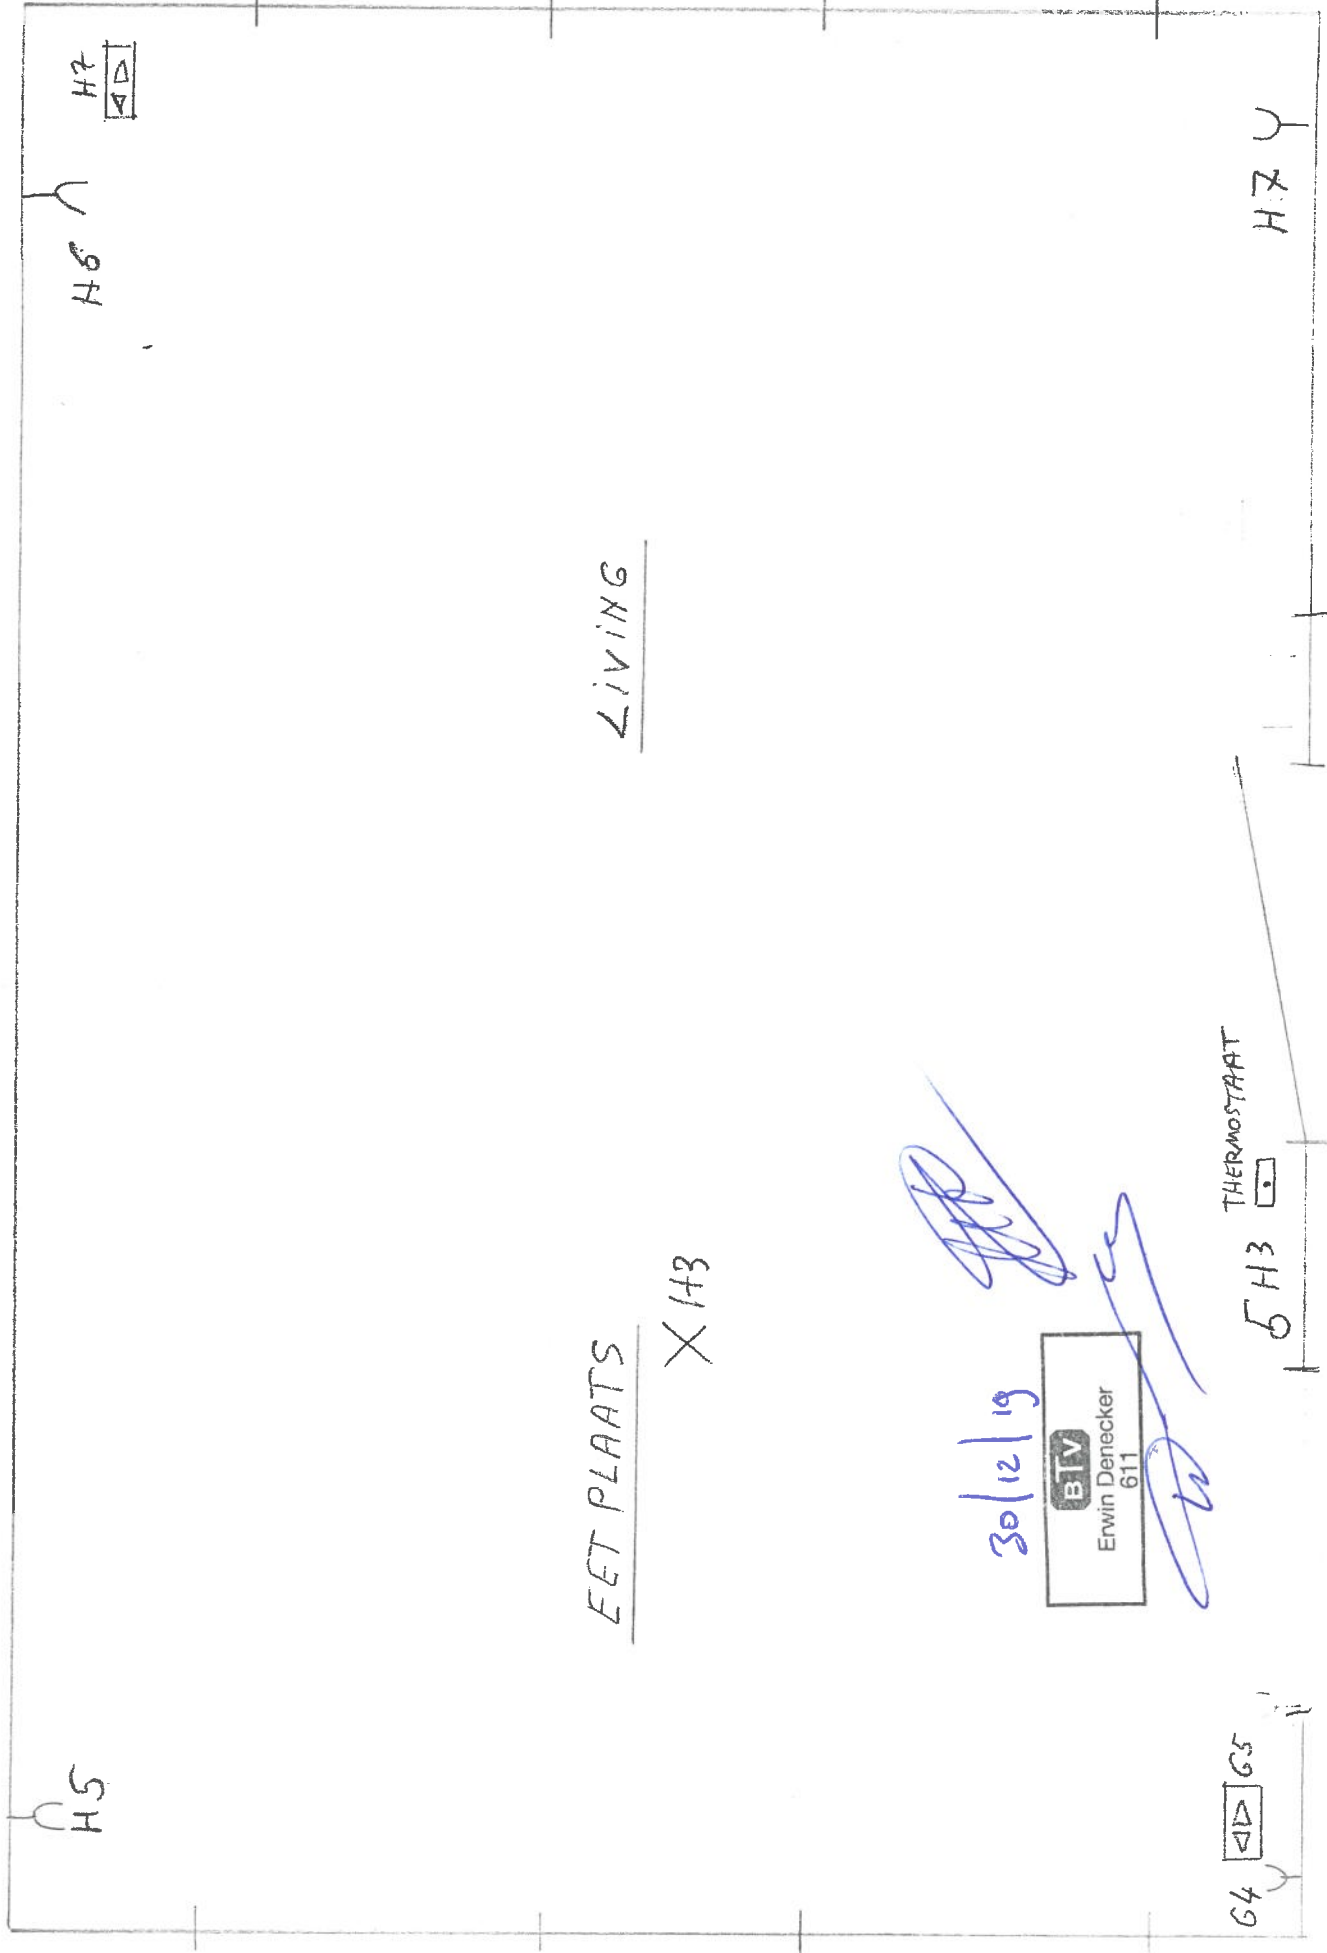 H5
H6
H7
EET PLAATS
LIVING
X H3
30/12/19
BTV
Erwin Denecker
611
G4
G5
H3
THERMOSTAAT
H7